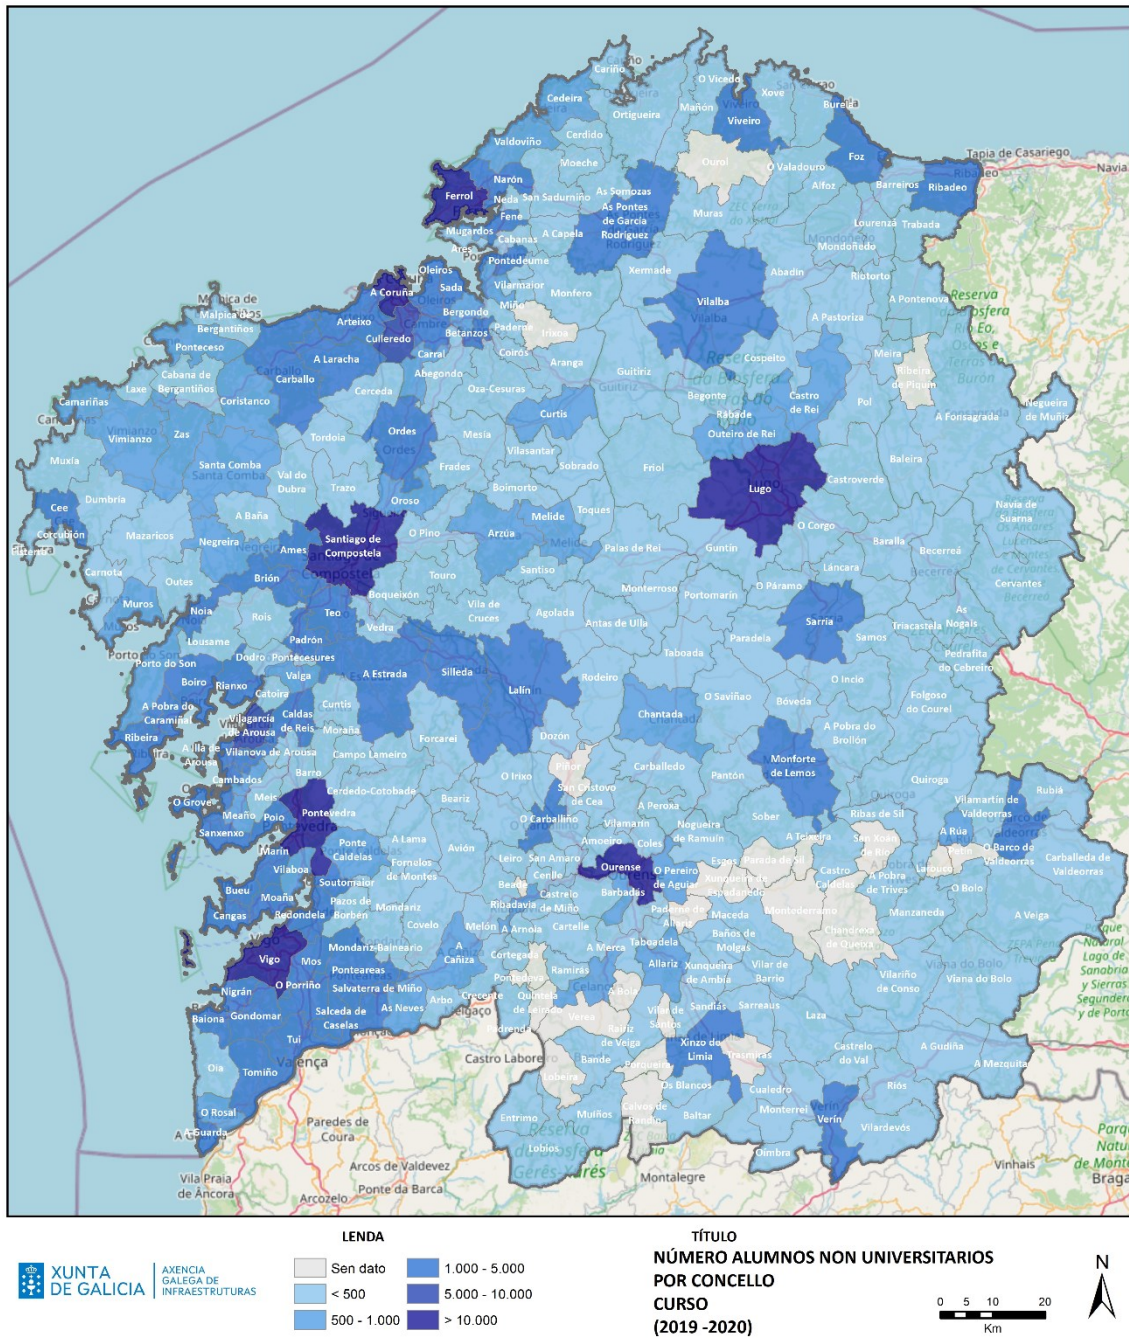 Cariño
O Vicedo
Xove
Cedeira
Ortigueira
Mañón
Viveiro
Burela
Valdoviño
Cerdido
Moeche
Ourol
O Valadouro
Foz
Tapia de Casariego
Ferrol
Narón
Neda
San Sadurniño
As Somozas
Alfoz
Barreiros
Ribadeo
Fene
As Pontes
de García
Rodríguez
Muras
Lourenzá
Trabada
Mugardos
Cabanas
A Capela
Mondoñedo
Ares
Pontedeume
Xermade
Abadín
Riotorto
Oleiros
Sada
Vilarmaior
Monfero
Vilalba
A Pontenova
A Coruña
Bergondo
Miño
Malpica de
Bergantiños
Arteixo
Culleredo
Betanzos
Paderne
Irixoa
A Pastoriza
Ponteceso
A Laracha
Carral
Coirós
Aranga
Cospeito
Meira
Ribeira
de Piquín
Laxe
Cabana de
Bergantiños
Carballo
Cerceda
Abegondo
Oza-Cesuras
Guitiriz
Begonte
Castro
de Rei
Pol
Negueira
de Muñiz
Camariñas
Coristanco
Curtis
Rábade
A Fonsagrada
Vimianzo
Zas
Tordoia
Ordes
Mesía
Outeiro de Rei
Muxía
Santa Comba
Val do
Dubra
Frades
Vilasantar
Sobrado
Friol
Lugo
Castroverde
Baleira
Dumbría
Trazo
Boimorto
Cee
A Baña
Oroso
Toques
Navia de
Suarna
Corcubión
Mazaricos
Negreira
Ames
Santiago de
Compostela
O Pino
Arzúa
Melide
O Corgo
Fisterra
Palas de Rei
Guntín
Baralla
Becerreá
Carnota
Outes
Brión
Touro
Santiso
Láncara
Cervantes
Boqueixón
Monterroso
Portomarín
O Páramo
Muros
Noia
Rois
Teo
Vedra
Vila de
Cruces
Agolada
Antas de Ulla
Sarria
Triacastela
As
Nogais
Lousame
Padrón
Paradela
Samos
Pedrafita
do Cebreiro
Porto do Son
Dodro
Pontecesures
A Estrada
Silleda
Taboada
Boiro
Rianxo
Valga
Lalín
Rodeiro
O Incio
Catoira
O Saviñao
Bóveda
Folgoso
do Courel
A Pobra do
Caramiñal
Cuntis
Ribeira
Vilagarcía
de Arousa
Caldas
de Reis
Moraña
Forcarei
Dozón
Chantada
A Pobra do
Brollón
A Illa de
Arousa
Vilanova de Arousa
Campo Lameiro
Carballedo
Monforte
de Lemos
Cambados
Barro
Cerdedo-Cotobade
O Irixo
Piñor
San Cristovo
de Cea
Pantón
Quiroga
Rubiá
O Grove
Meis
Beariz
A Peroxa
Vilamartín de
Valdeorras
Meaño
Poio
Pontevedra
O Carballiño
Vilamarín
Nogueira
de Ramuín
Sober
Ribas de Sil
Sanxenxo
A Lama
Amoeiro
Coles
A Teixeira
San Xoán
de Río
A Rúa
O Barco de
Valdeorras
Marín
Ponte
Caldelas
Avión
Leiro
San Amaro
Ourense
Esgos
Parada de Sil
Petín
Vilaboa
Fornelos
de Montes
Cenlle
O Pereiro
de Aguiar
Xunqueira de
Espadanedo
Castro
Caldelas
A Pobra
de Trives
Larouco
Carballeda de
Valdeorras
Bueu
Moaña
Soutomaior
Beade
Castrelo
de Miño
Barbadás
O Bolo
Cangas
Redondela
Pazos de
Borbén
Mondariz
Ribadavia
Paderne de
Allariz
Maceda
Montederramo
Manzaneda
A Veiga
Covelo
Melón
A Arnoia
Cartelle
Baños de
Molgas
Chandrexa
de Queixa
Vigo
Mos
Mondariz-Balneario
A
Cañiza
Cortegada
A Merca
Taboadela
Ponteareas
Ramirás
Allariz
Xunqueira
de Ambía
Vilar de
Barrio
Vilariño
de Conso
Viana do Bolo
Nigrán
O Porriño
Salvaterra de Miño
Crecente
Pontedeva
A Bola
Arbo
Quintela
de Leirado
Sandiás
Sarreaus
Baiona
Gondomar
Salceda de
Caselas
As Neves
Verea
Vilar de
Santos
Laza
Padrenda
Rairiz
de Veiga
Tui
Xinzo de
Limia
Trasmiras
Castrelo
do Val
A Gudiña
Oia
Tomiño
Castro Laboreiro
Bande
Porqueira
A Mezquita
Lobeira
Os Blancos
Cualedro
Riós
O Rosal
Entrimo
Muíños
Calvos de
Randín
Baltar
Monterrei
Verín
Vilardevós
A Guarda
Paredes de
Coura
Lobios
Oímbra
Vila Praia
de Âncora
Arcos de Valdevez
Ponte da Barca
Arcozelo
Montalegre
Vinhais
XUNTA
DE GALICIA
AXENCIA
GALEGA DE
INFRAESTRUTURAS
LENDA
Sen dato
< 500
500 - 1.000
1.000 - 5.000
5.000 - 10.000
> 10.000
TÍTULO
NÚMERO ALUMNOS NON UNIVERSITARIOS
POR CONCELLO
CURSO
(2019 -2020)
0 5 10 20
Km
N